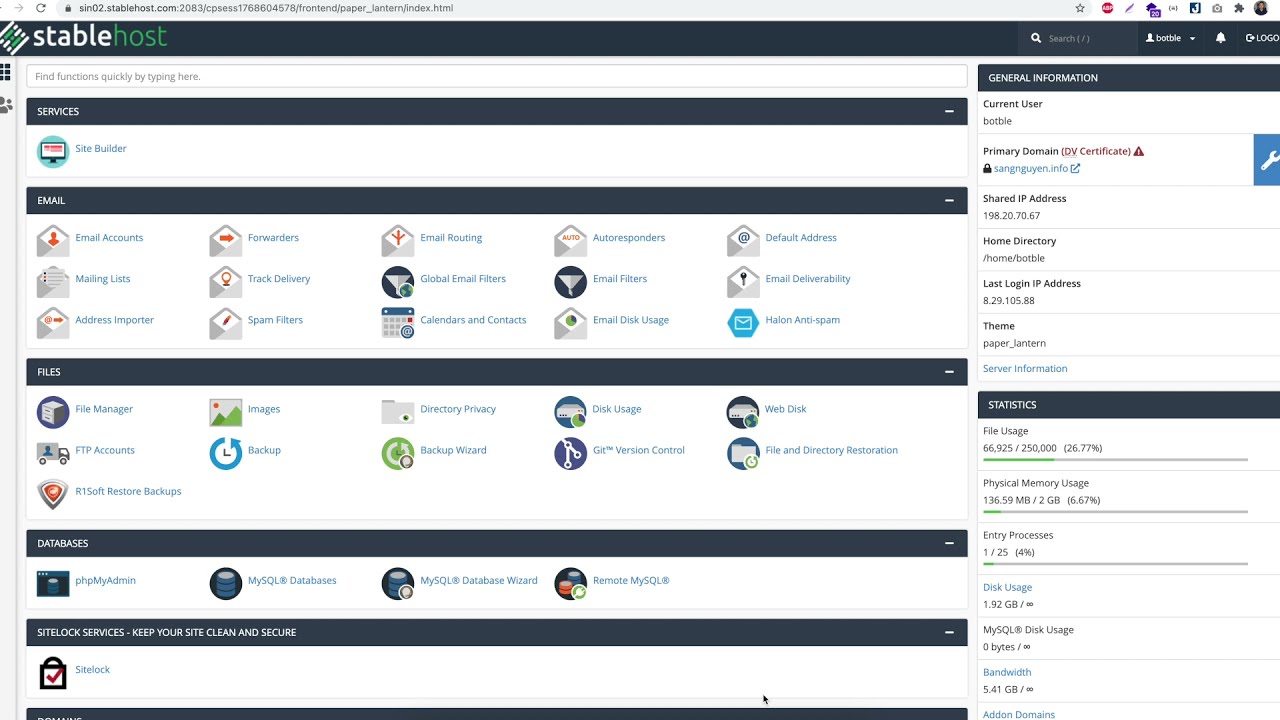 sin02.stablehost.com:2083/cpsess1768604578/frontend/paper_lantern/index.html
ABP
20
stablehost
Search ( / )
botble
LOGO
Find functions quickly by typing here.
SERVICES
Site Builder
EMAIL
Email Accounts
Forwarders
Email Routing
AUTO
Autoresponders
@
Default Address
Mailing Lists
Track Delivery
Global Email Filters
Email Filters
Email Deliverability
@
Address Importer
Spam Filters
@
Calendars and Contacts
Email Disk Usage
Halon Anti-spam
FILES
File Manager
Images
Directory Privacy
Disk Usage
Web Disk
FTP Accounts
Backup
Backup Wizard
Git™ Version Control
File and Directory Restoration
R1Soft Restore Backups
DATABASES
phpMyAdmin
MySQL® Databases
MySQL® Database Wizard
Remote MySQL®
SITELOCK SERVICES - KEEP YOUR SITE CLEAN AND SECURE
Sitelock
DOMAINS
GENERAL INFORMATION
Current User
botble
Primary Domain (DV Certificate)
sangnguyen.info
Shared IP Address
198.20.70.67
Home Directory
/home/botble
Last Login IP Address
8.29.105.88
Theme
paper_lantern
Server Information
STATISTICS
File Usage
66,925 / 250,000 (26.77%)
Physical Memory Usage
136.59 MB / 2 GB (6.67%)
Entry Processes
1 / 25 (4%)
Disk Usage
1.92 GB / ∞
MySQL® Disk Usage
0 bytes / ∞
Bandwidth
5.41 GB / ∞
Addon Domains